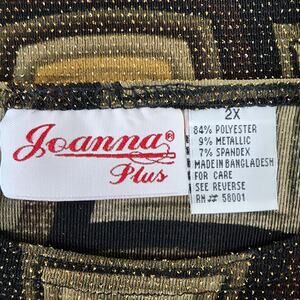 Joanna®
Plus
2X
84% POLYESTER
9% METALLIC
7% SPANDEX
MADE IN BANGLADESH
FOR CARE
SEE REVERSE
RN # 58001